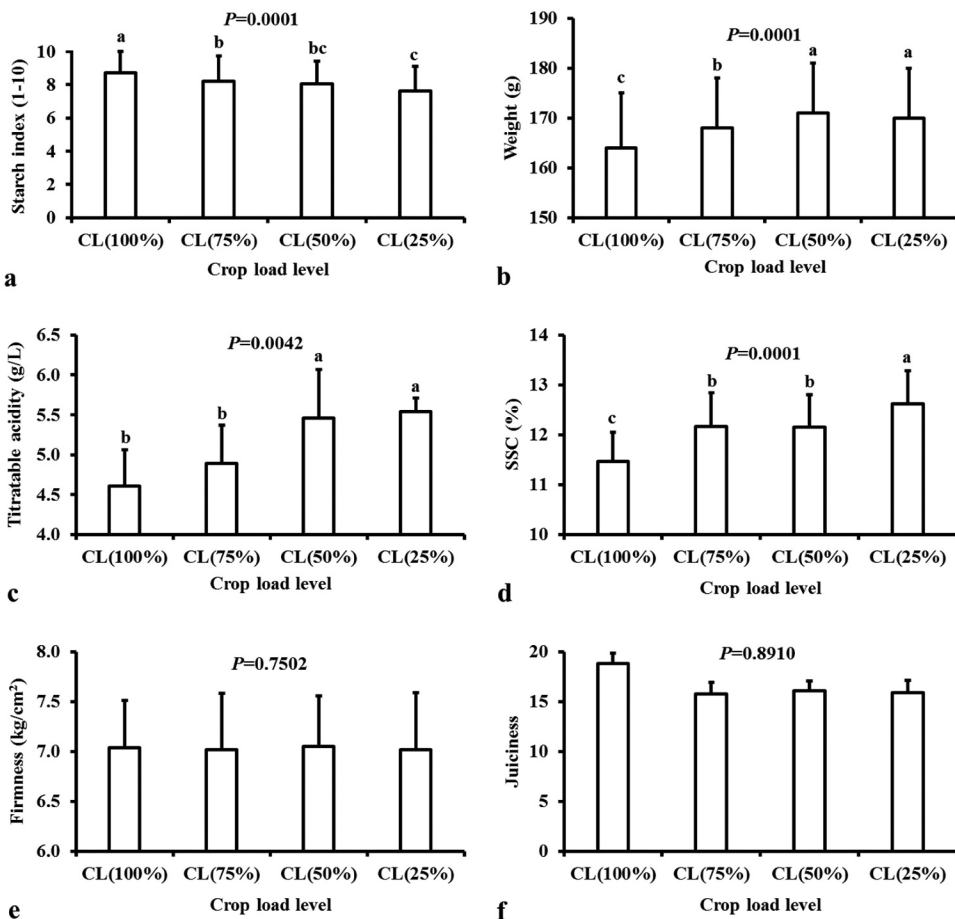 P=0.0001
a
b
bc
c
10
8
6
4
2
0
Starch index (1-10)
CL(100%) CL(75%) CL(50%) CL(25%)
Crop load level
a
P=0.0001
c
b
a
a
190
180
170
160
150
Weight (g)
CL(100%) CL(75%) CL(50%) CL(25%)
Crop load level
b
P=0.0042
b
b
a
a
6.5
6.0
5.5
5.0
4.5
4.0
Titratable acidity (g/L)
CL(100%) CL(75%) CL(50%) CL(25%)
Crop load level
c
P=0.0001
c
b
b
a
14
13
12
11
10
SSC (%)
CL(100%) CL(75%) CL(50%) CL(25%)
Crop load level
d
P=0.7502
8.0
7.5
7.0
6.5
6.0
Firmness (kg/cm²)
CL(100%) CL(75%) CL(50%) CL(25%)
e
P=0.8910
20
15
10
5
0
Juiciness
CL(100%) CL(75%) CL(50%) CL(25%)
f